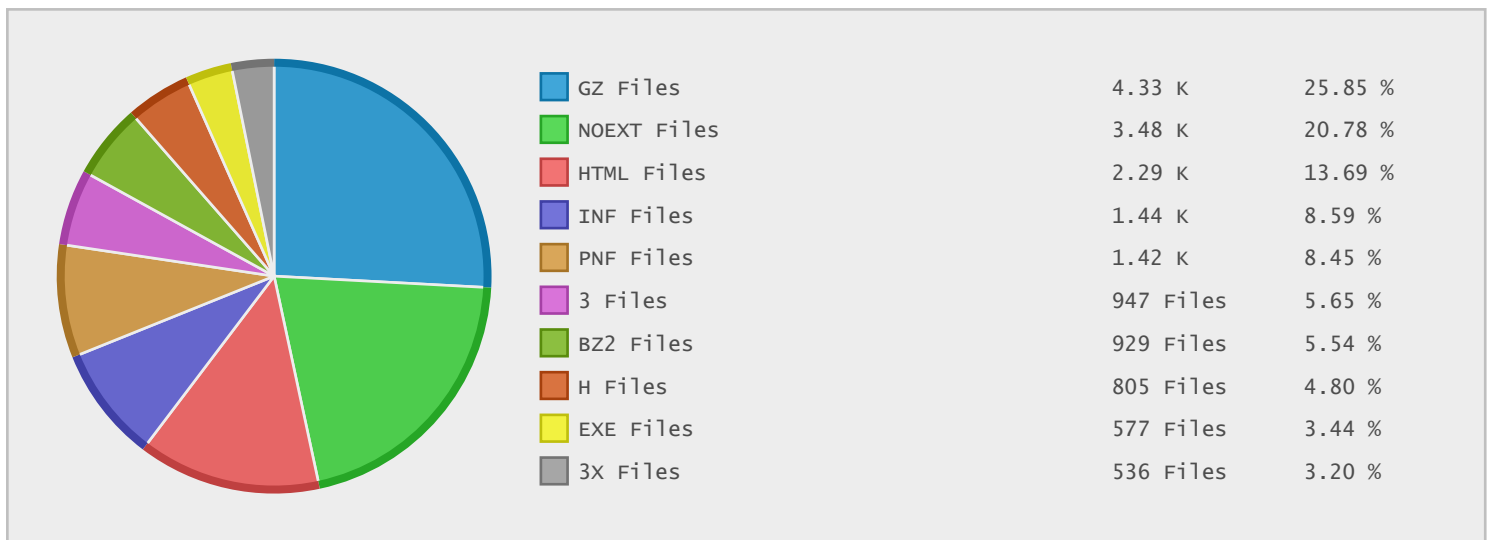 GZ Files 4.33 K 25.85 %
NOEXT Files 3.48 K 20.78 %
HTML Files 2.29 K 13.69 %
INF Files 1.44 K 8.59 %
PNF Files 1.42 K 8.45 %
3 Files 947 Files 5.65 %
BZ2 Files 929 Files 5.54 %
H Files 805 Files 4.80 %
EXE Files 577 Files 3.44 %
3X Files 536 Files 3.20 %